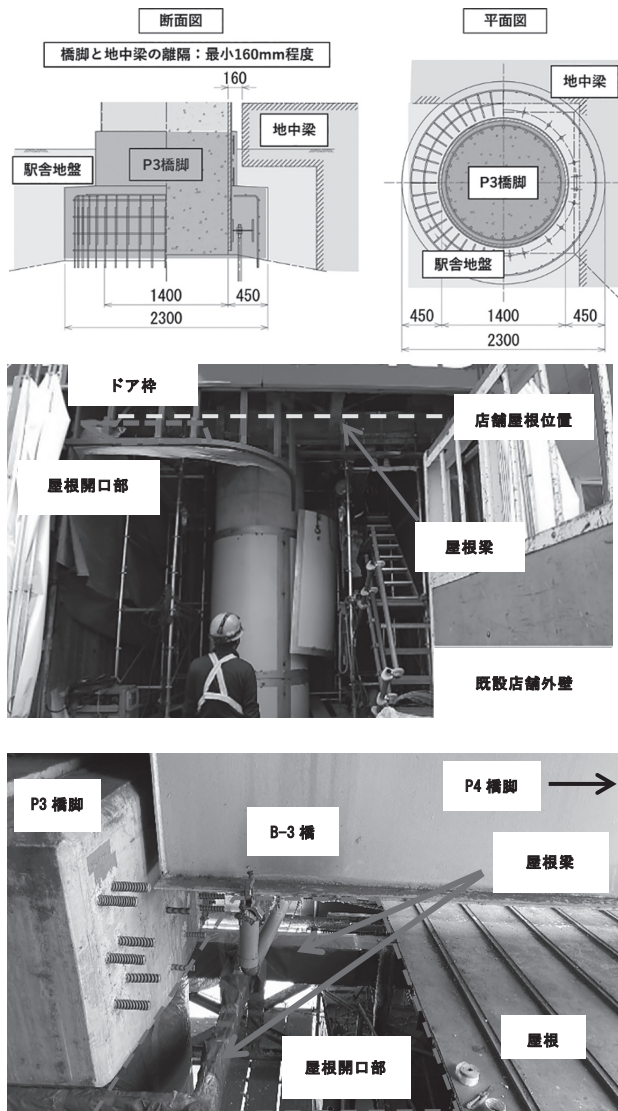 断面図
橋脚と地中梁の離隔：最小160mm程度
160
地中梁
駅舎地盤
P3橋脚
1400
450
2300
平面図
地中梁
P3橋脚
駅舎地盤
450
1400
450
2300
ドア枠
店舗屋根位置
屋根開口部
屋根梁
既設店舗外壁
P3 橋脚
P4 橋脚
B-3 橋
屋根梁
屋根開口部
屋根